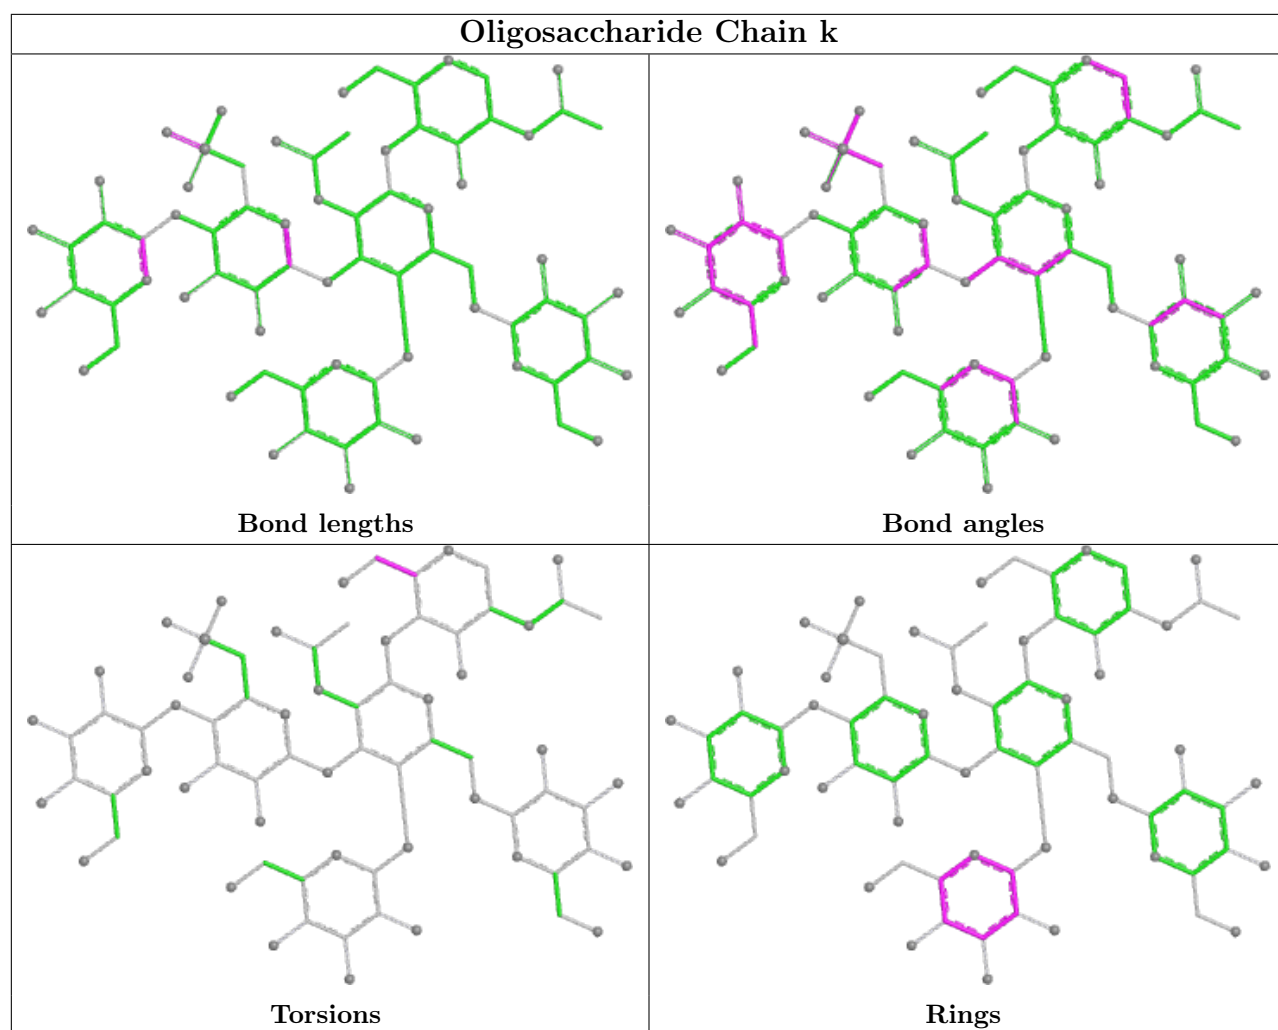 Oligosaccharide Chain k
Bond lengths
Bond angles
Torsions
Rings